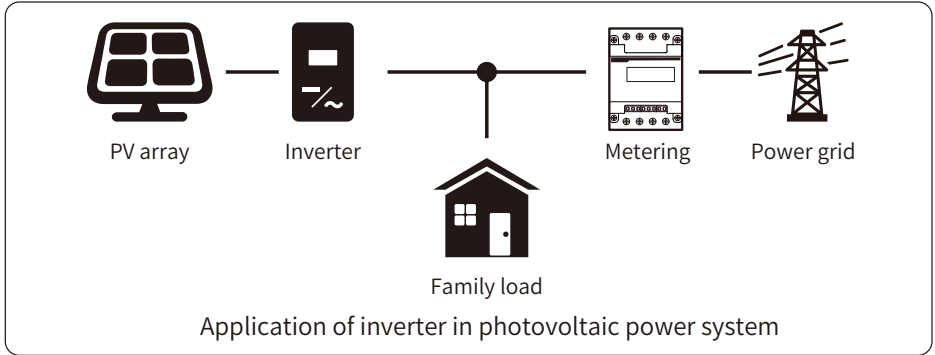 PV array
Inverter
Metering
Power grid
Family load
Application of inverter in photovoltaic power system